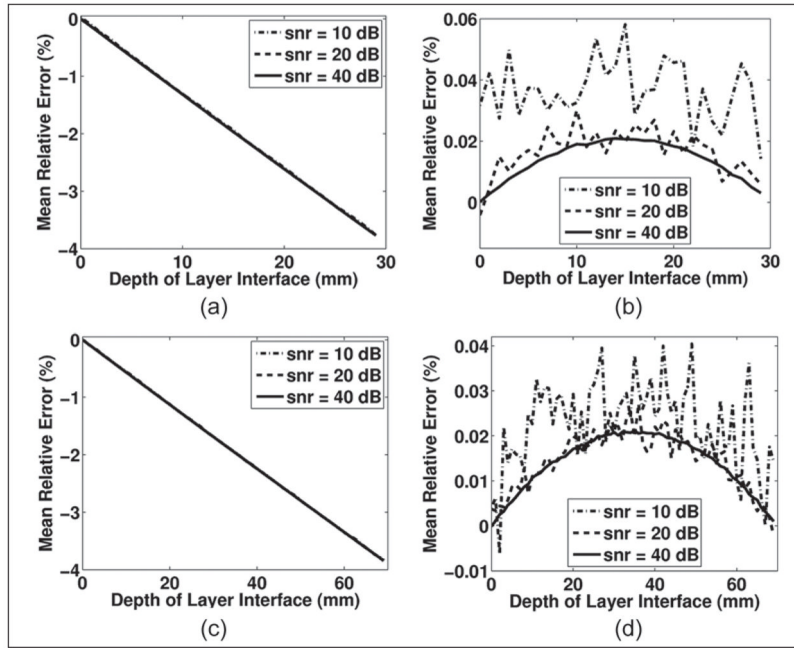 0
−1
−2
−3
−4
0
10
20
30
Mean Relative Error (%)
Depth of Layer Interface (mm)
snr = 10 dB
snr = 20 dB
snr = 40 dB
(a)
0.06
0.04
0.02
0
0
10
20
30
Mean Relative Error (%)
Depth of Layer Interface (mm)
snr = 10 dB
snr = 20 dB
snr = 40 dB
(b)
0
−1
−2
−3
−4
0
20
40
60
Mean Relative Error (%)
Depth of Layer Interface (mm)
snr = 10 dB
snr = 20 dB
snr = 40 dB
(c)
0.04
0.03
0.02
0.01
0
−0.01
0
20
40
60
Mean Relative Error (%)
Depth of Layer Interface (mm)
snr = 10 dB
snr = 20 dB
snr = 40 dB
(d)